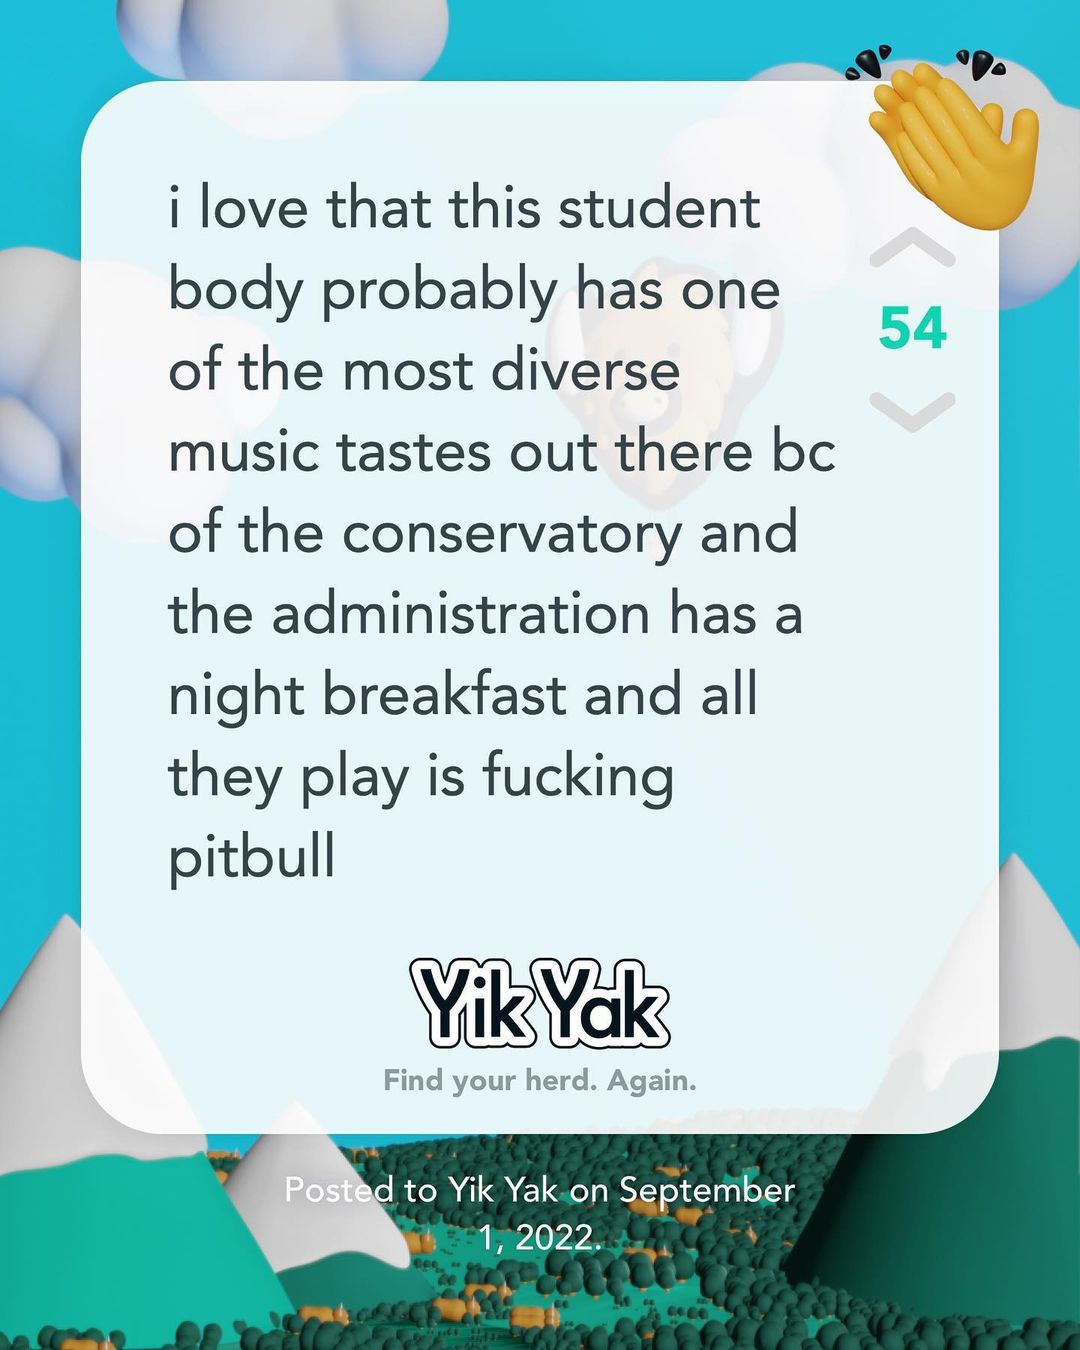 i love that this student
body probably has one
of the most diverse
music tastes out there bc
of the conservatory and
the administration has a
night breakfast and all
they play is fucking
pitbull
54
Yik Yak
Find your herd. Again.
Posted to Yik Yak on September
1, 2022.